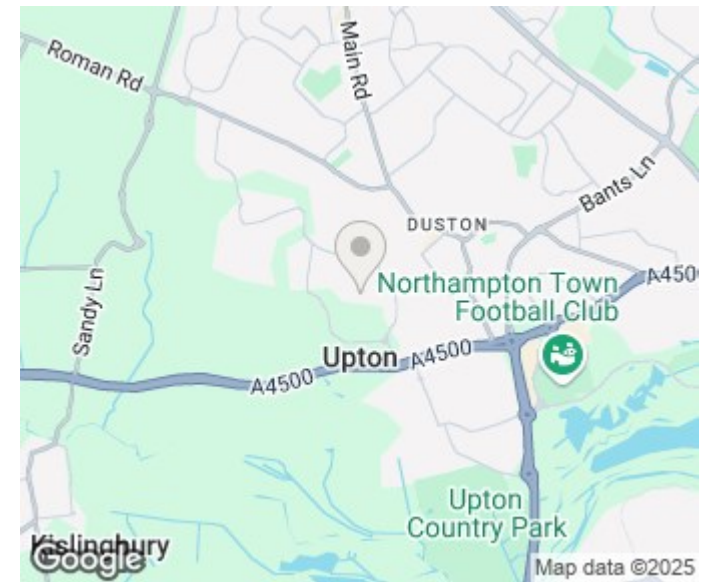 Roman Rd
Main Rd
Bants Ln
DUSTON
Sandy Ln
Northampton Town
Football Club
A4500
Upton
A4500
A4500
Upton
Country Park
Kislingbury
Google
Map data ©2025